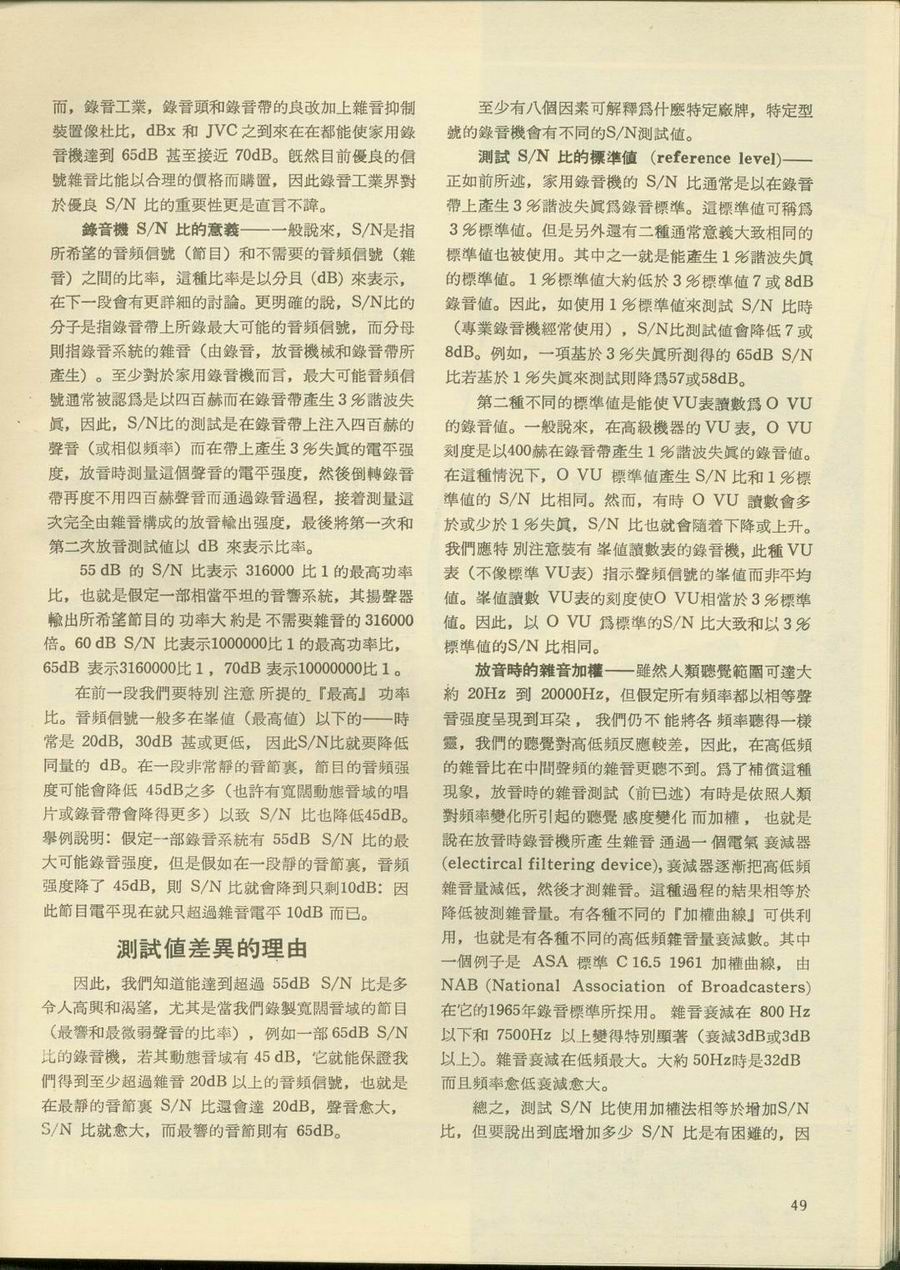 而，錄音工業，錄音頭和錄音帶的良改加上雜音抑制
裝置像杜比，dBx 和 JVC 之到來在在都能使家用錄
音機達到 65dB 甚至接近 70dB。旣然目前優良的信
號雜音比能以合理的價格而購置，因此錄音工業界對
於優良 S/N 比的重要性更是直言不諱。
錄音機 S/N 比的意義——一般說來，S/N是指
所希望的音頻信號（節目）和不需要的音頻信號（雜
音）之間的比率，這種比率是以分貝（dB）來表示，
在下一段會有更詳細的討論。更明確的說，S/N比的
分子是指錄音帶上所錄最大可能的音頻信號，而分母
則指錄音系統的雜音（由錄音，放音機械和錄音帶所
產生）。至少對於家用錄音機而言，最大可能音頻信
號通常被認爲是以四百赫而在錄音帶產生３％諧波失
眞，因此，S/N比的測試是在錄音帶上注入四百赫的
聲音（或相似頻率）而在帶上產生３％失眞的電平强
度，放音時測量這個聲音的電平强度，然後倒轉錄音
帶再度不用四百赫聲音而通過錄音過程，接着測量這
次完全由雜音構成的放音輸出强度，最後將第一次和
第二次放音測試値以 dB 來表示比率。
55 dB 的 S/N 比表示 316000 比１的最高功率
比，也就是假定一部相當平坦的音響系統，其揚聲器
輸出所希望節目的 功率大 約是 不需要雜音的 316000
倍。60 dB S/N 比表示1000000比１的最高功率比，
65dB 表示3160000比１，70dB 表示10000000比１。
在前一段我們要特別 注意 所提的『最高』 功率
比。音頻信號一般多在峯値（最高値）以下的——時
常是 20dB，30dB 甚或更低， 因此S/N比就要降低
同量的 dB。在一段非常靜的音節裏，節目的音頻强
度可能會降低 45dB之多（也許有寬闊動態音域的唱
片或錄音帶會降得更多）以致 S/N 比也降低45dB。
舉例說明：假定一部錄音系統有 55dB S/N 比的最
大可能錄音强度，但是假如在一段靜的音節裏，音頻
强度降了 45dB，則 S/N 比就會降到只剩10dB：因
此節目電平現在就只超過雜音電平 10dB 而已。
測試値差異的理由
因此，我們知道能達到超過 55dB S/N 比是多
令人高興和渴望，尤其是當我們錄製寬闊音域的節目
（最響和最微弱聲音的比率），例如一部 65dB S/N
比的錄音機，若其動態音域有 45 dB，它就能保證我
們得到至少超過雜音 20dB 以上的音頻信號，也就是
在最靜的音節裏 S/N 比還會達 20dB，聲音愈大，
S/N 比就愈大，而最響的音節則有 65dB。
至少有八個因素可解釋爲什麽特定廠牌，特定型
號的錄音機會有不同的S/N測試値。
測試 S/N 比的標準値 （reference level)——
正如前所述，家用錄音機的 S/N 比通常是以在錄音
帶上產生３％諧波失眞爲錄音標準。這標準値可稱爲
３％標準値。但是另外還有二種通常意義大致相同的
標準値也被使用。其中之一就是能產生１％諧波失眞
的標準値。１％標準値大約低於３％標準値７或 8dB
錄音値。因此，如使用１％標準値來測試 S/N 比時
（專業錄音機經常使用），S/N比測試値會降低７或
8dB。例如，一項基於３％失眞所測得的 65dB S/N
比若基於１％失眞來測試則降爲57或58dB。
第二種不同的標準値是能使 VU表讀數爲 O VU
的錄音値。一般說來，在高級機器的 VU 表，O VU
刻度是以400赫在錄音帶產生１％諧波失眞的錄音値。
在這種情況下，O VU 標準値產生 S/N 比和１％標
準値的 S/N 比相同。然而，有時 O VU 讀數會多
於或少於１％失眞，S/N 比也就會隨着下降或上升。
我們應特 別注意裝有 峯値讀數表的錄音機，此種 VU
表（不像標準 VU表）指示聲頻信號的峯値而非平均
値。峯値讀數 VU表的刻度使O VU相當於３％標準
値。因此，以 O VU 爲標準的S/N 比大致和以３％
標準値的S/N 比相同。
放音時的雜音加權——雖然人類聽覺範圍可達大
約 20Hz 到 20000Hz，但假定所有頻率都以相等聲
音强度呈現到耳朶， 我們仍不 能將各 頻率聽得一樣
靈，我們的聽覺對高低頻反應較差，因此，在高低頻
的雜音比在中間聲頻的雜音更聽不到。爲了補償這種
現象，放音時的雜音測試（前已述）有時是依照人類
對頻率變化所引起的聽覺 感度變化 而加權， 也就是
說在放音時錄音機所產 生雜音 通過一 個電氣 衰減器
(electircal filtering device)，衰減器逐漸把高低頻
雜音量減低，然後才測雜音。這種過程的結果相等於
降低被測雜音量。有各種不同的『加權曲線』可供利
用，也就是有各種不同的高低頻雜音量衰減數。其中
一個例子是 ASA 標準 C 16.5 1961 加權曲線， 由
NAB (National Association of Broadcasters)
在它的1965年錄音標準所採用。 雜音衰減在 800 Hz
以下和 7500Hz 以上變得特別顯著（衰減3dB或3dB
以上）。雜音衰減在低頻最大。大約 50Hz時是32dB
而且頻率愈低衰減愈大。
總之，測試 S/N 比使用加權法相等於增加S/N
比，但要說出到底增加多少 S/N 比是有困難的，因
49